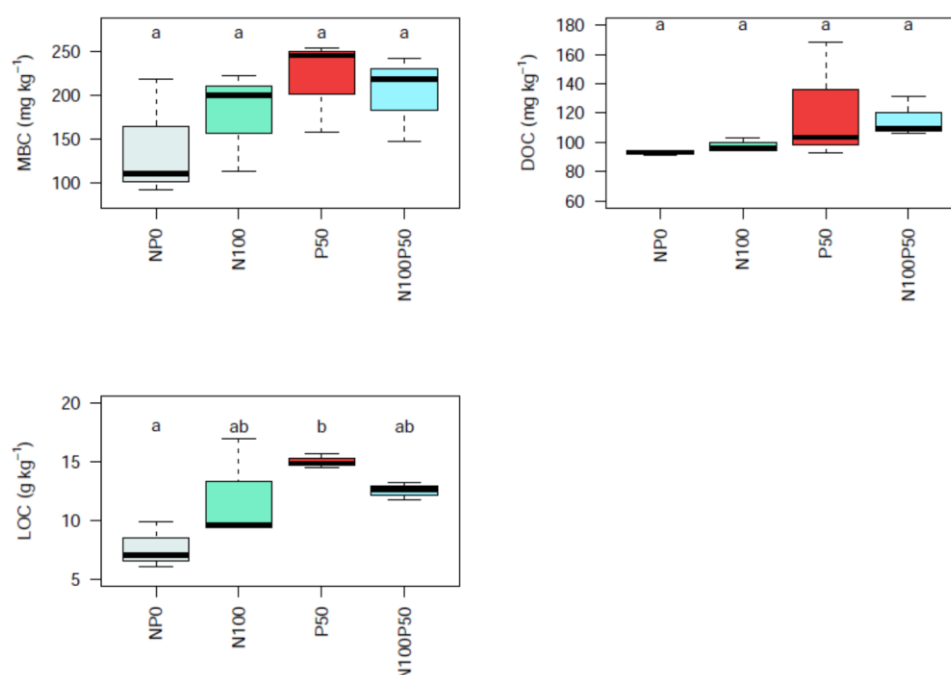 MBC (mg kg⁻¹)
250
200
150
100
a a a a
NP0
N100
P50
N100P50
DOC (mg kg⁻¹)
180
160
140
120
100
80
60
a a a a
NP0
N100
P50
N100P50
LOC (g kg⁻¹)
20
15
10
5
a ab b ab
NP0
N100
P50
N100P50